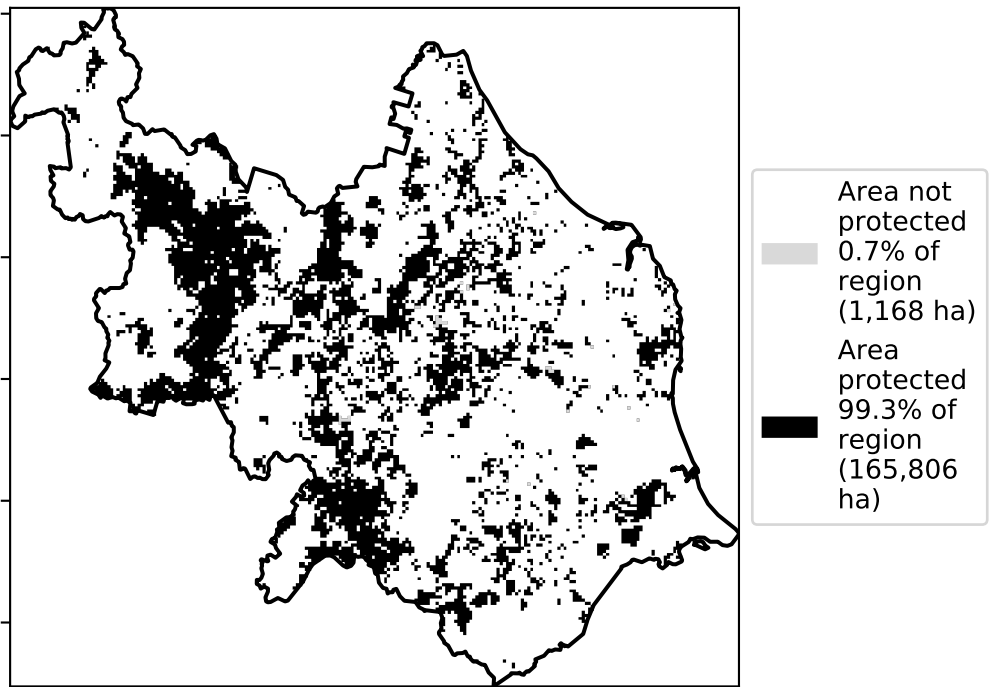 Area not
protected
0.7% of
region
(1,168 ha)
Area
protected
99.3% of
region
(165,806
ha)